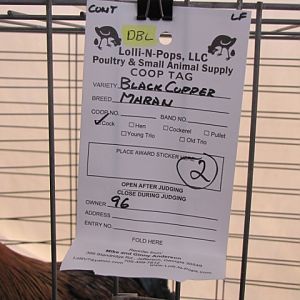 CONT LF
DBL
Lolli-N-Pops, LLC
Poultry & Small Animal Supply
COOP TAG
VARIETY BLACK COPPER
BREED MARAN
COOP NO. BAND NO.
Cock Hen Cockerel Pullet
Young Trio Old Trio
PLACE AWARD STICKER HERE
2
OPEN AFTER JUDGING
CLOSE DURING JUDGING
OWNER 96
ADDRESS
ENTRY NO.
FOLD HERE
Reorder from:
Mike and Ginny Anderson